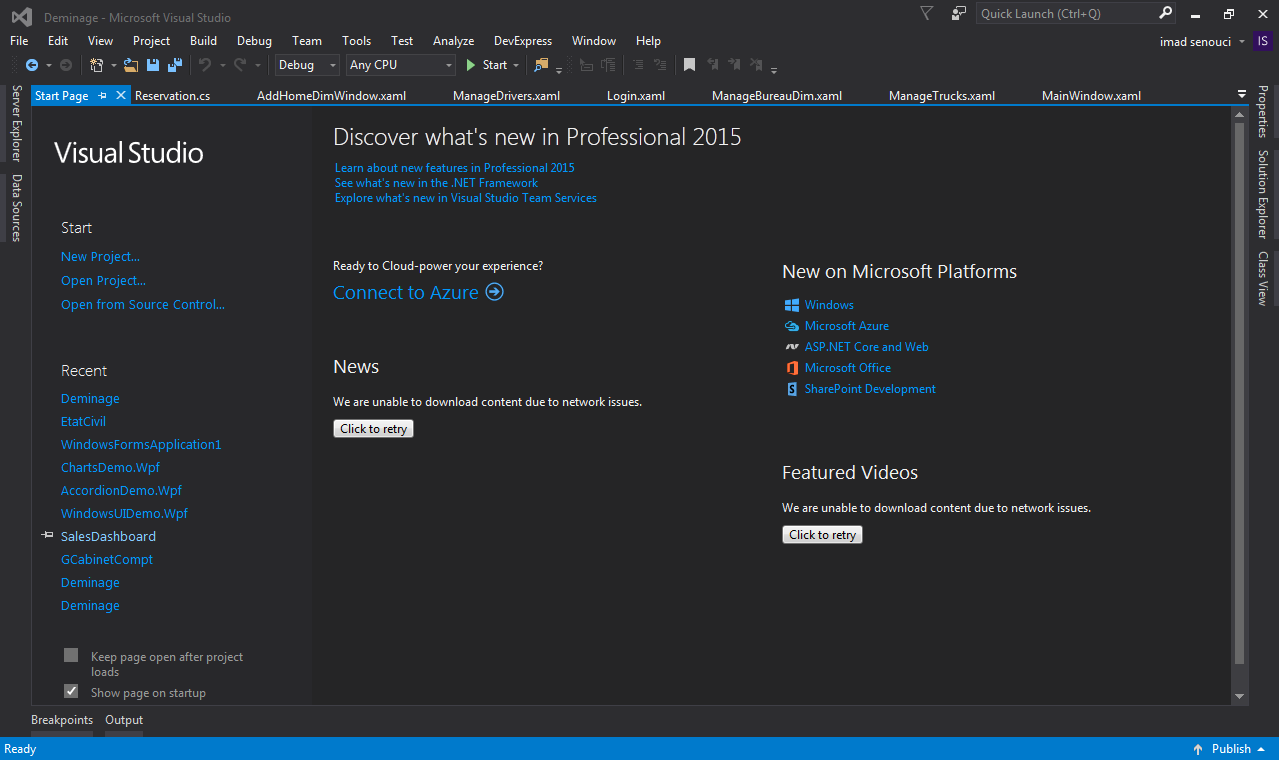 Deminage - Microsoft Visual Studio
Quick Launch (Ctrl+Q)
File Edit View Project Build Debug Team Tools Test Analyze DevExpress Window Help
imad senouci IS
Debug Any CPU Start
Start Page Reservation.cs AddHomeDimWindow.xaml ManageDrivers.xaml Login.xaml ManageBureauDim.xaml ManageTrucks.xaml MainWindow.xaml
Server Explorer
Data Sources
Visual Studio
Start
New Project...
Open Project...
Open from Source Control...
Recent
Deminage
EtatCivil
WindowsFormsApplication1
ChartsDemo.Wpf
AccordionDemo.Wpf
WindowsUIDemo.Wpf
SalesDashboard
GCabinetCompt
Deminage
Deminage
Keep page open after project
loads
Show page on startup
Discover what's new in Professional 2015
Learn about new features in Professional 2015
See what's new in the .NET Framework
Explore what's new in Visual Studio Team Services
Ready to Cloud-power your experience?
Connect to Azure
News
We are unable to download content due to network issues.
Click to retry
New on Microsoft Platforms
Windows
Microsoft Azure
ASP.NET Core and Web
Microsoft Office
SharePoint Development
Featured Videos
We are unable to download content due to network issues.
Click to retry
Properties
Solution Explorer
Class View
Breakpoints Output
Ready
Publish